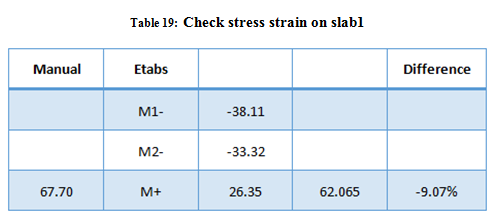 Table 19: Check stress strain on slab1
Manual Etabs Difference
M1- -38.11
M2- -33.32
67.70 M+ 26.35 62.065 -9.07%